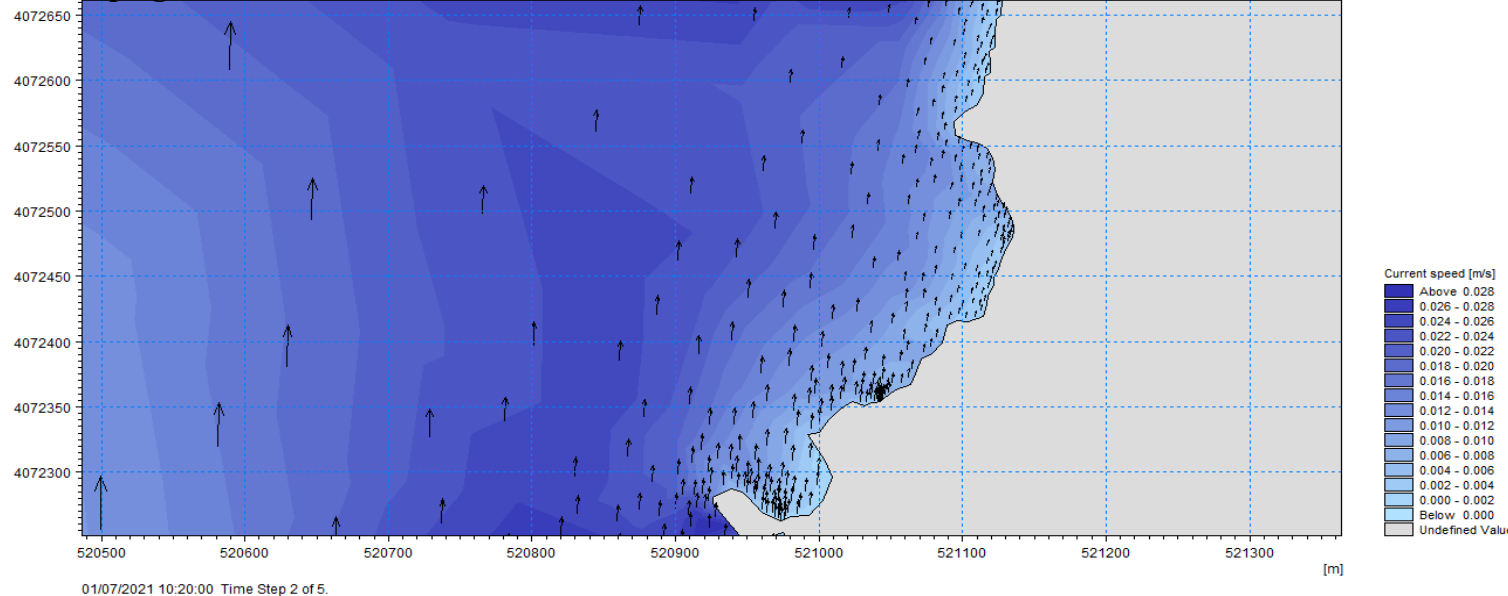 4072650
4072600
4072550
4072500
4072450
4072400
4072350
4072300
520500 520600 520700 520800 520900 521000 521100 521200 521300
[m]
01/07/2021 10:20:00 Time Step 2 of 5.
Current speed [m/s]
Above 0.028
0.026 - 0.028
0.024 - 0.026
0.022 - 0.024
0.020 - 0.022
0.018 - 0.020
0.016 - 0.018
0.014 - 0.016
0.012 - 0.014
0.010 - 0.012
0.008 - 0.010
0.006 - 0.008
0.004 - 0.006
0.002 - 0.004
0.000 - 0.002
Below 0.000
Undefined Value